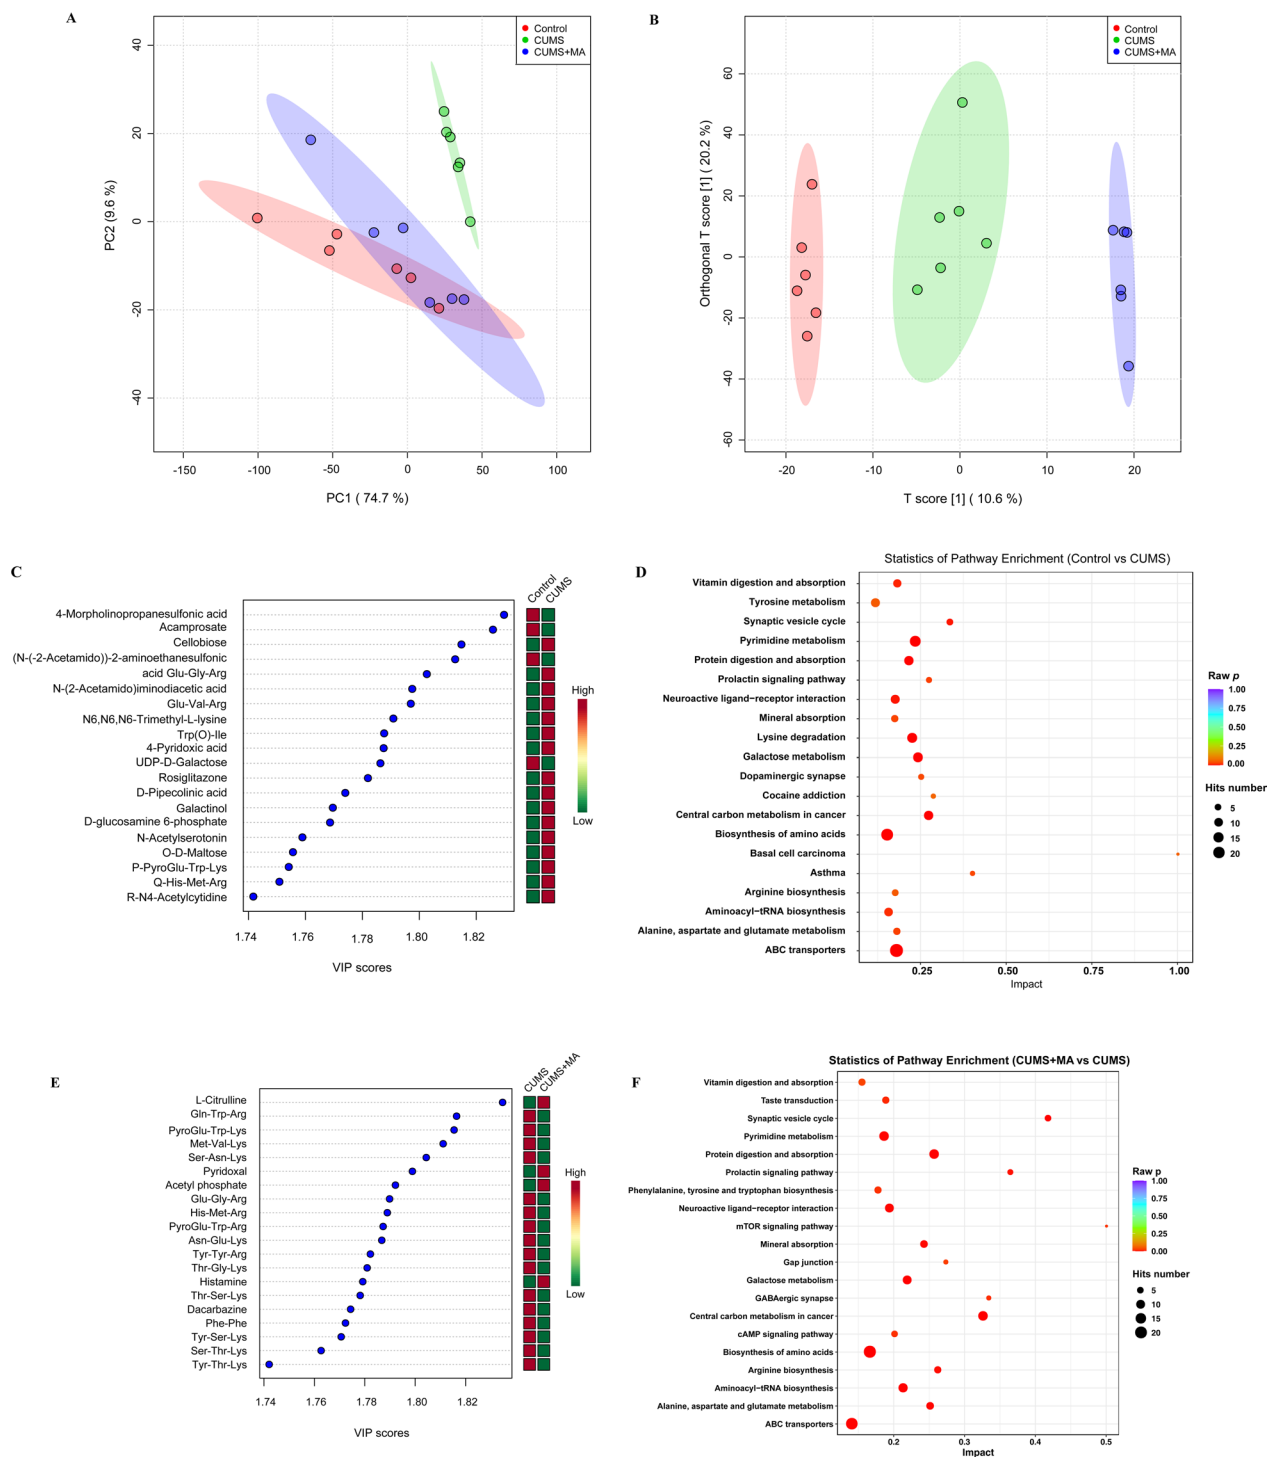 A
Control
CUMS
CUMS+MA
40
20
0
-20
-40
PC2 (9.6 %)
-150
-100
-50
0
50
100
PC1 ( 74.7 %)
B
Control
CUMS
CUMS+MA
60
40
20
0
-20
-40
-60
Orthogonal T score [1] ( 20.2 %)
-20
-10
0
10
20
T score [1] ( 10.6 %)
C
Control
CUMS
4-Morpholinopropanesulfonic acid
Acamprosate
Cellobiose
(N-(-2-Acetamido))-2-aminoethanesulfonic
acid Glu-Gly-Arg
N-(2-Acetamido)iminodiacetic acid
Glu-Val-Arg
N6,N6,N6-Trimethyl-L-lysine
Trp(O)-Ile
4-Pyridoxic acid
UDP-D-Galactose
Rosiglitazone
D-Pipecolinic acid
Galactinol
D-glucosamine 6-phosphate
N-Acetylserotonin
O-D-Maltose
P-PyroGlu-Trp-Lys
Q-His-Met-Arg
R-N4-Acetylcytidine
1.74
1.76
1.78
1.80
1.82
VIP scores
High
Low
D
Statistics of Pathway Enrichment (Control vs CUMS)
Vitamin digestion and absorption
Tyrosine metabolism
Synaptic vesicle cycle
Pyrimidine metabolism
Protein digestion and absorption
Prolactin signaling pathway
Neuroactive ligand−receptor interaction
Mineral absorption
Lysine degradation
Galactose metabolism
Dopaminergic synapse
Cocaine addiction
Central carbon metabolism in cancer
Biosynthesis of amino acids
Basal cell carcinoma
Asthma
Arginine biosynthesis
Aminoacyl−tRNA biosynthesis
Alanine, aspartate and glutamate metabolism
ABC transporters
0.25
0.50
0.75
1.00
Impact
Raw p
1.00
0.75
0.50
0.25
0.00
Hits number
5
10
15
20
E
CUMS
CUMS+MA
L-Citrulline
Gln-Trp-Arg
PyroGlu-Trp-Lys
Met-Val-Lys
Ser-Asn-Lys
Pyridoxal
Acetyl phosphate
Glu-Gly-Arg
His-Met-Arg
PyroGlu-Trp-Arg
Asn-Glu-Lys
Tyr-Tyr-Arg
Thr-Gly-Lys
Histamine
Thr-Ser-Lys
Dacarbazine
Phe-Phe
Tyr-Ser-Lys
Ser-Thr-Lys
Tyr-Thr-Lys
1.74
1.76
1.78
1.80
1.82
VIP scores
High
Low
F
Statistics of Pathway Enrichment (CUMS+MA vs CUMS)
Vitamin digestion and absorption
Taste transduction
Synaptic vesicle cycle
Pyrimidine metabolism
Protein digestion and absorption
Prolactin signaling pathway
Phenylalanine, tyrosine and tryptophan biosynthesis
Neuroactive ligand−receptor interaction
mTOR signaling pathway
Mineral absorption
Gap junction
Galactose metabolism
GABAergic synapse
Central carbon metabolism in cancer
cAMP signaling pathway
Biosynthesis of amino acids
Arginine biosynthesis
Aminoacyl−tRNA biosynthesis
Alanine, aspartate and glutamate metabolism
ABC transporters
0.2
0.3
0.4
0.5
Impact
Raw p
1.00
0.75
0.50
0.25
0.00
Hits number
5
10
15
20